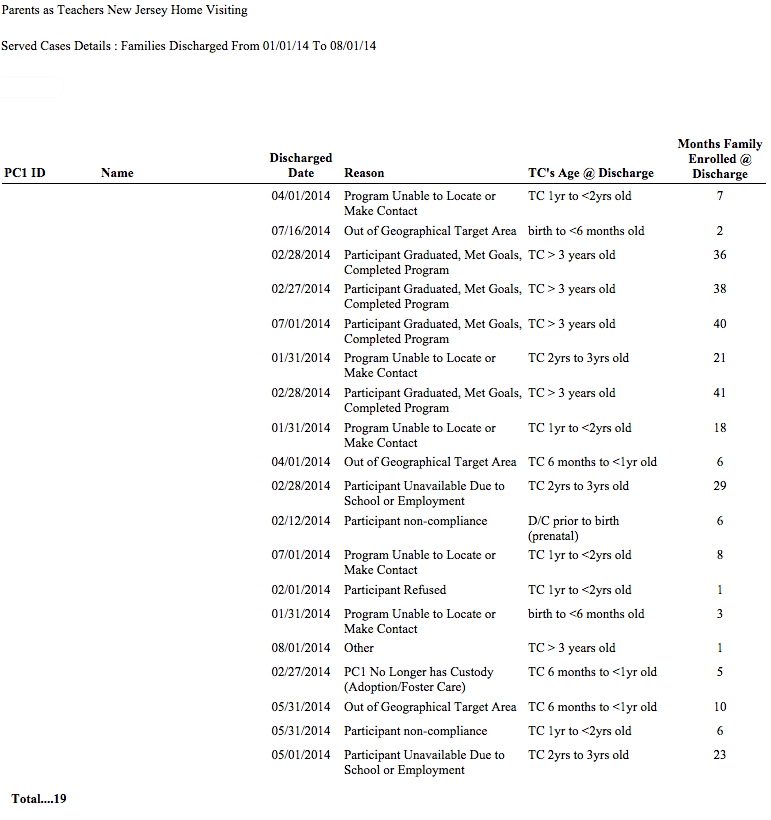 Parents as Teachers New Jersey Home Visiting
Served Cases Details : Families Discharged From 01/01/14 To 08/01/14
PC1 ID Name Discharged Date Reason TC's Age @ Discharge Months Family Enrolled @ Discharge
04/01/2014 Program Unable to Locate or TC 1yr to <2yrs old 7
Make Contact
07/16/2014 Out of Geographical Target Area birth to <6 months old 2
02/28/2014 Participant Graduated, Met Goals, TC > 3 years old 36
Completed Program
02/27/2014 Participant Graduated, Met Goals, TC > 3 years old 38
Completed Program
07/01/2014 Participant Graduated, Met Goals, TC > 3 years old 40
Completed Program
01/31/2014 Program Unable to Locate or TC 2yrs to 3yrs old 21
Make Contact
02/28/2014 Participant Graduated, Met Goals, TC > 3 years old 41
Completed Program
01/31/2014 Program Unable to Locate or TC 1yr to <2yrs old 18
Make Contact
04/01/2014 Out of Geographical Target Area TC 6 months to <1yr old 6
02/28/2014 Participant Unavailable Due to TC 2yrs to 3yrs old 29
School or Employment
02/12/2014 Participant non-compliance D/C prior to birth 6
(prenatal)
07/01/2014 Program Unable to Locate or TC 1yr to <2yrs old 8
Make Contact
02/01/2014 Participant Refused TC 1yr to <2yrs old 1
01/31/2014 Program Unable to Locate or birth to <6 months old 3
Make Contact
08/01/2014 Other TC > 3 years old 1
02/27/2014 PC1 No Longer has Custody TC 6 months to <1yr old 5
(Adoption/Foster Care)
05/31/2014 Out of Geographical Target Area TC 6 months to <1yr old 10
05/31/2014 Participant non-compliance TC 1yr to <2yrs old 6
05/01/2014 Participant Unavailable Due to TC 2yrs to 3yrs old 23
School or Employment
Total....19